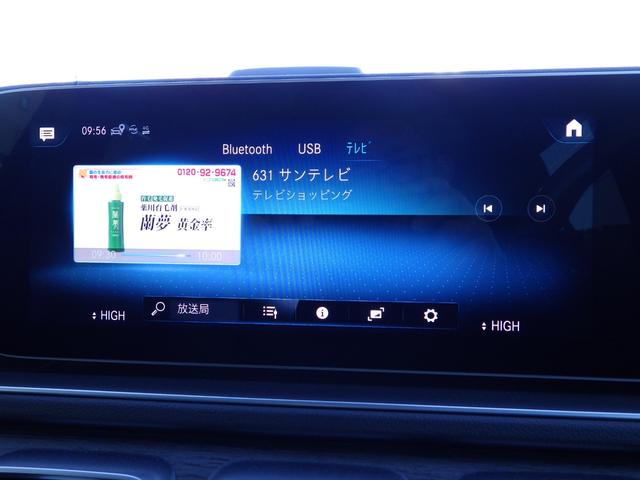 09:56
Bluetooth USB テレビ
631 サンテレビ
テレビショッピング
0120-92-9674
薬用育毛剤
蘭夢 黄金率
蘭夢
09:30 10:00
放送局
HIGH
HIGH